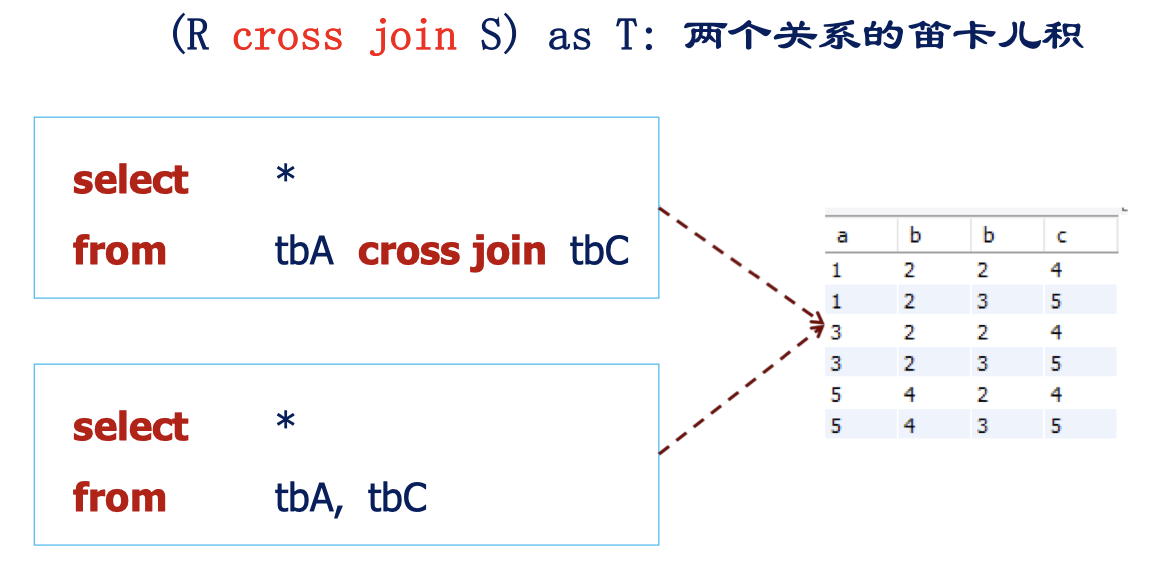 (R cross join S) as T: 两个关系的笛卡儿积
select *
from tbA cross join tbC
select *
from tbA, tbC
a b b c
1 2 2 4
1 2 3 5
3 2 2 4
3 2 3 5
5 4 2 4
5 4 3 5